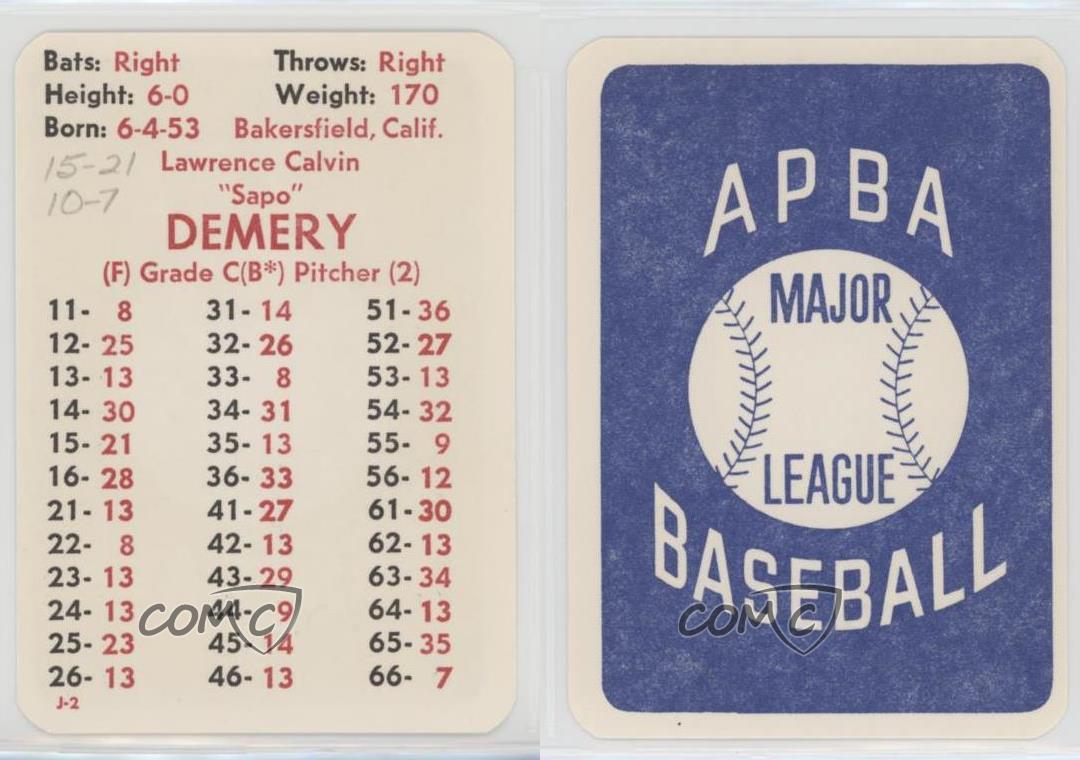 Bats: Right Throws: Right
Height: 6-0 Weight: 170
Born: 6-4-53 Bakersfield, Calif.
15-21 Lawrence Calvin
10-7 "Sapo"
DEMERY
(F) Grade C(B*) Pitcher (2)
11- 8 31- 14 51- 36
12- 25 32- 26 52- 27
13- 13 33- 8 53- 13
14- 30 34- 31 54- 32
15- 21 35- 13 55- 9
16- 28 36- 33 56- 12
21- 13 41- 27 61- 30
22- 8 42- 13 62- 13
23- 13 43- 29 63- 34
24- 13 44- 9 64- 13
25- 23 45- 14 65- 35
26- 13 46- 13 66- 7
J-2
COMC
APBA
MAJOR
LEAGUE
BASEBALL
COMC